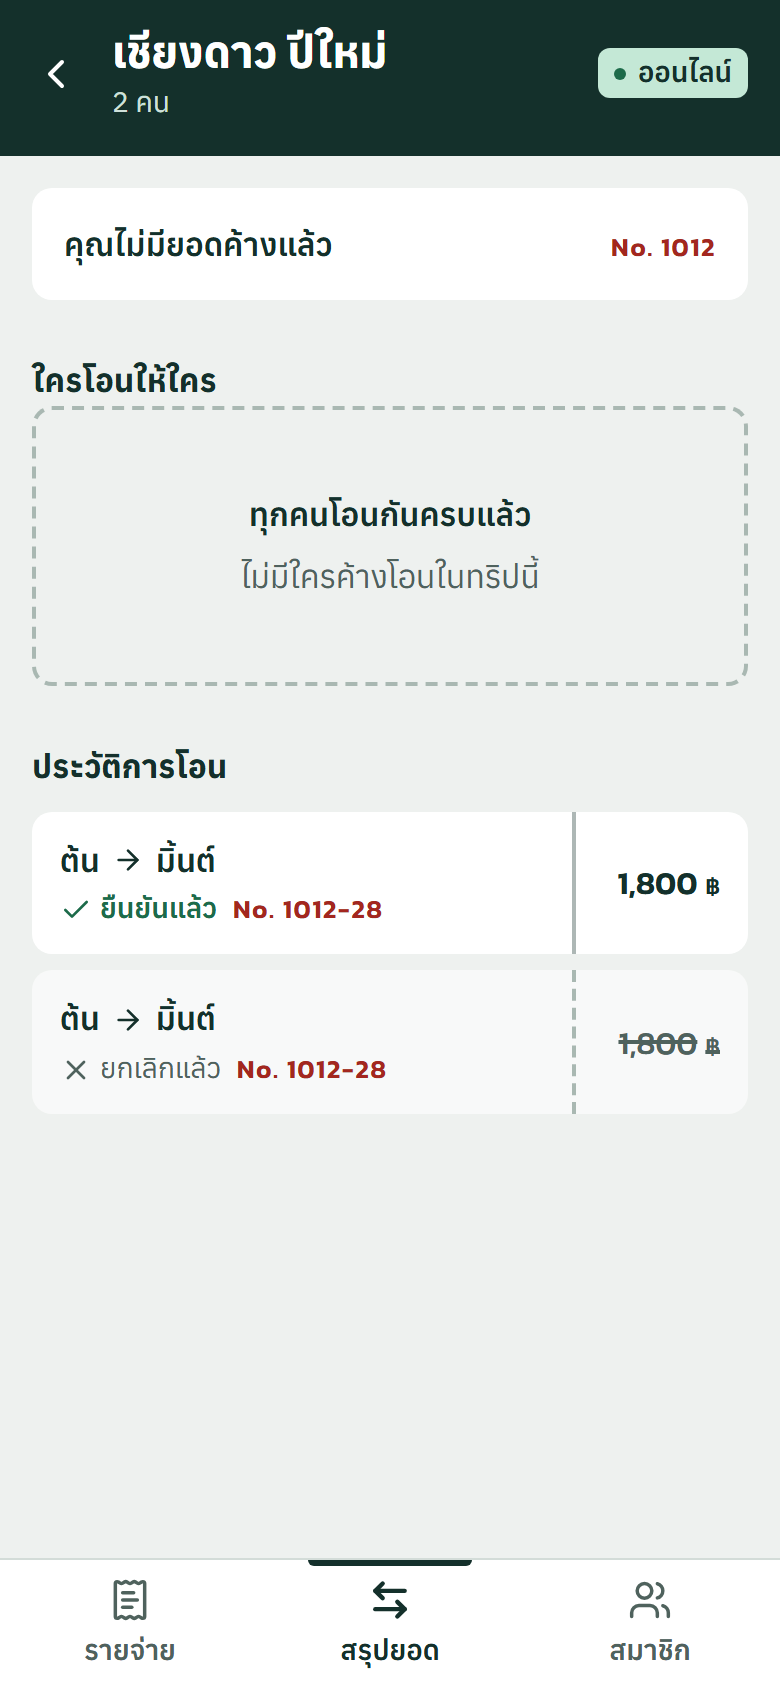 เชียงดาว ปีใหม่
2 คน
ออนไลน์
คุณไม่มียอดค้างแล้ว No. 1012
ใครโอนให้ใคร
ทุกคนโอนกันครบแล้ว
ไม่มีใครค้างโอนในทริปนี้
ประวัติการโอน
ต้น → มิ้นต์
ยืนยันแล้ว No. 1012-28
1,800 ฿
ต้น → มิ้นต์
ยกเลิกแล้ว No. 1012-28
1,800 ฿
รายจ่าย สรุปยอด สมาชิก